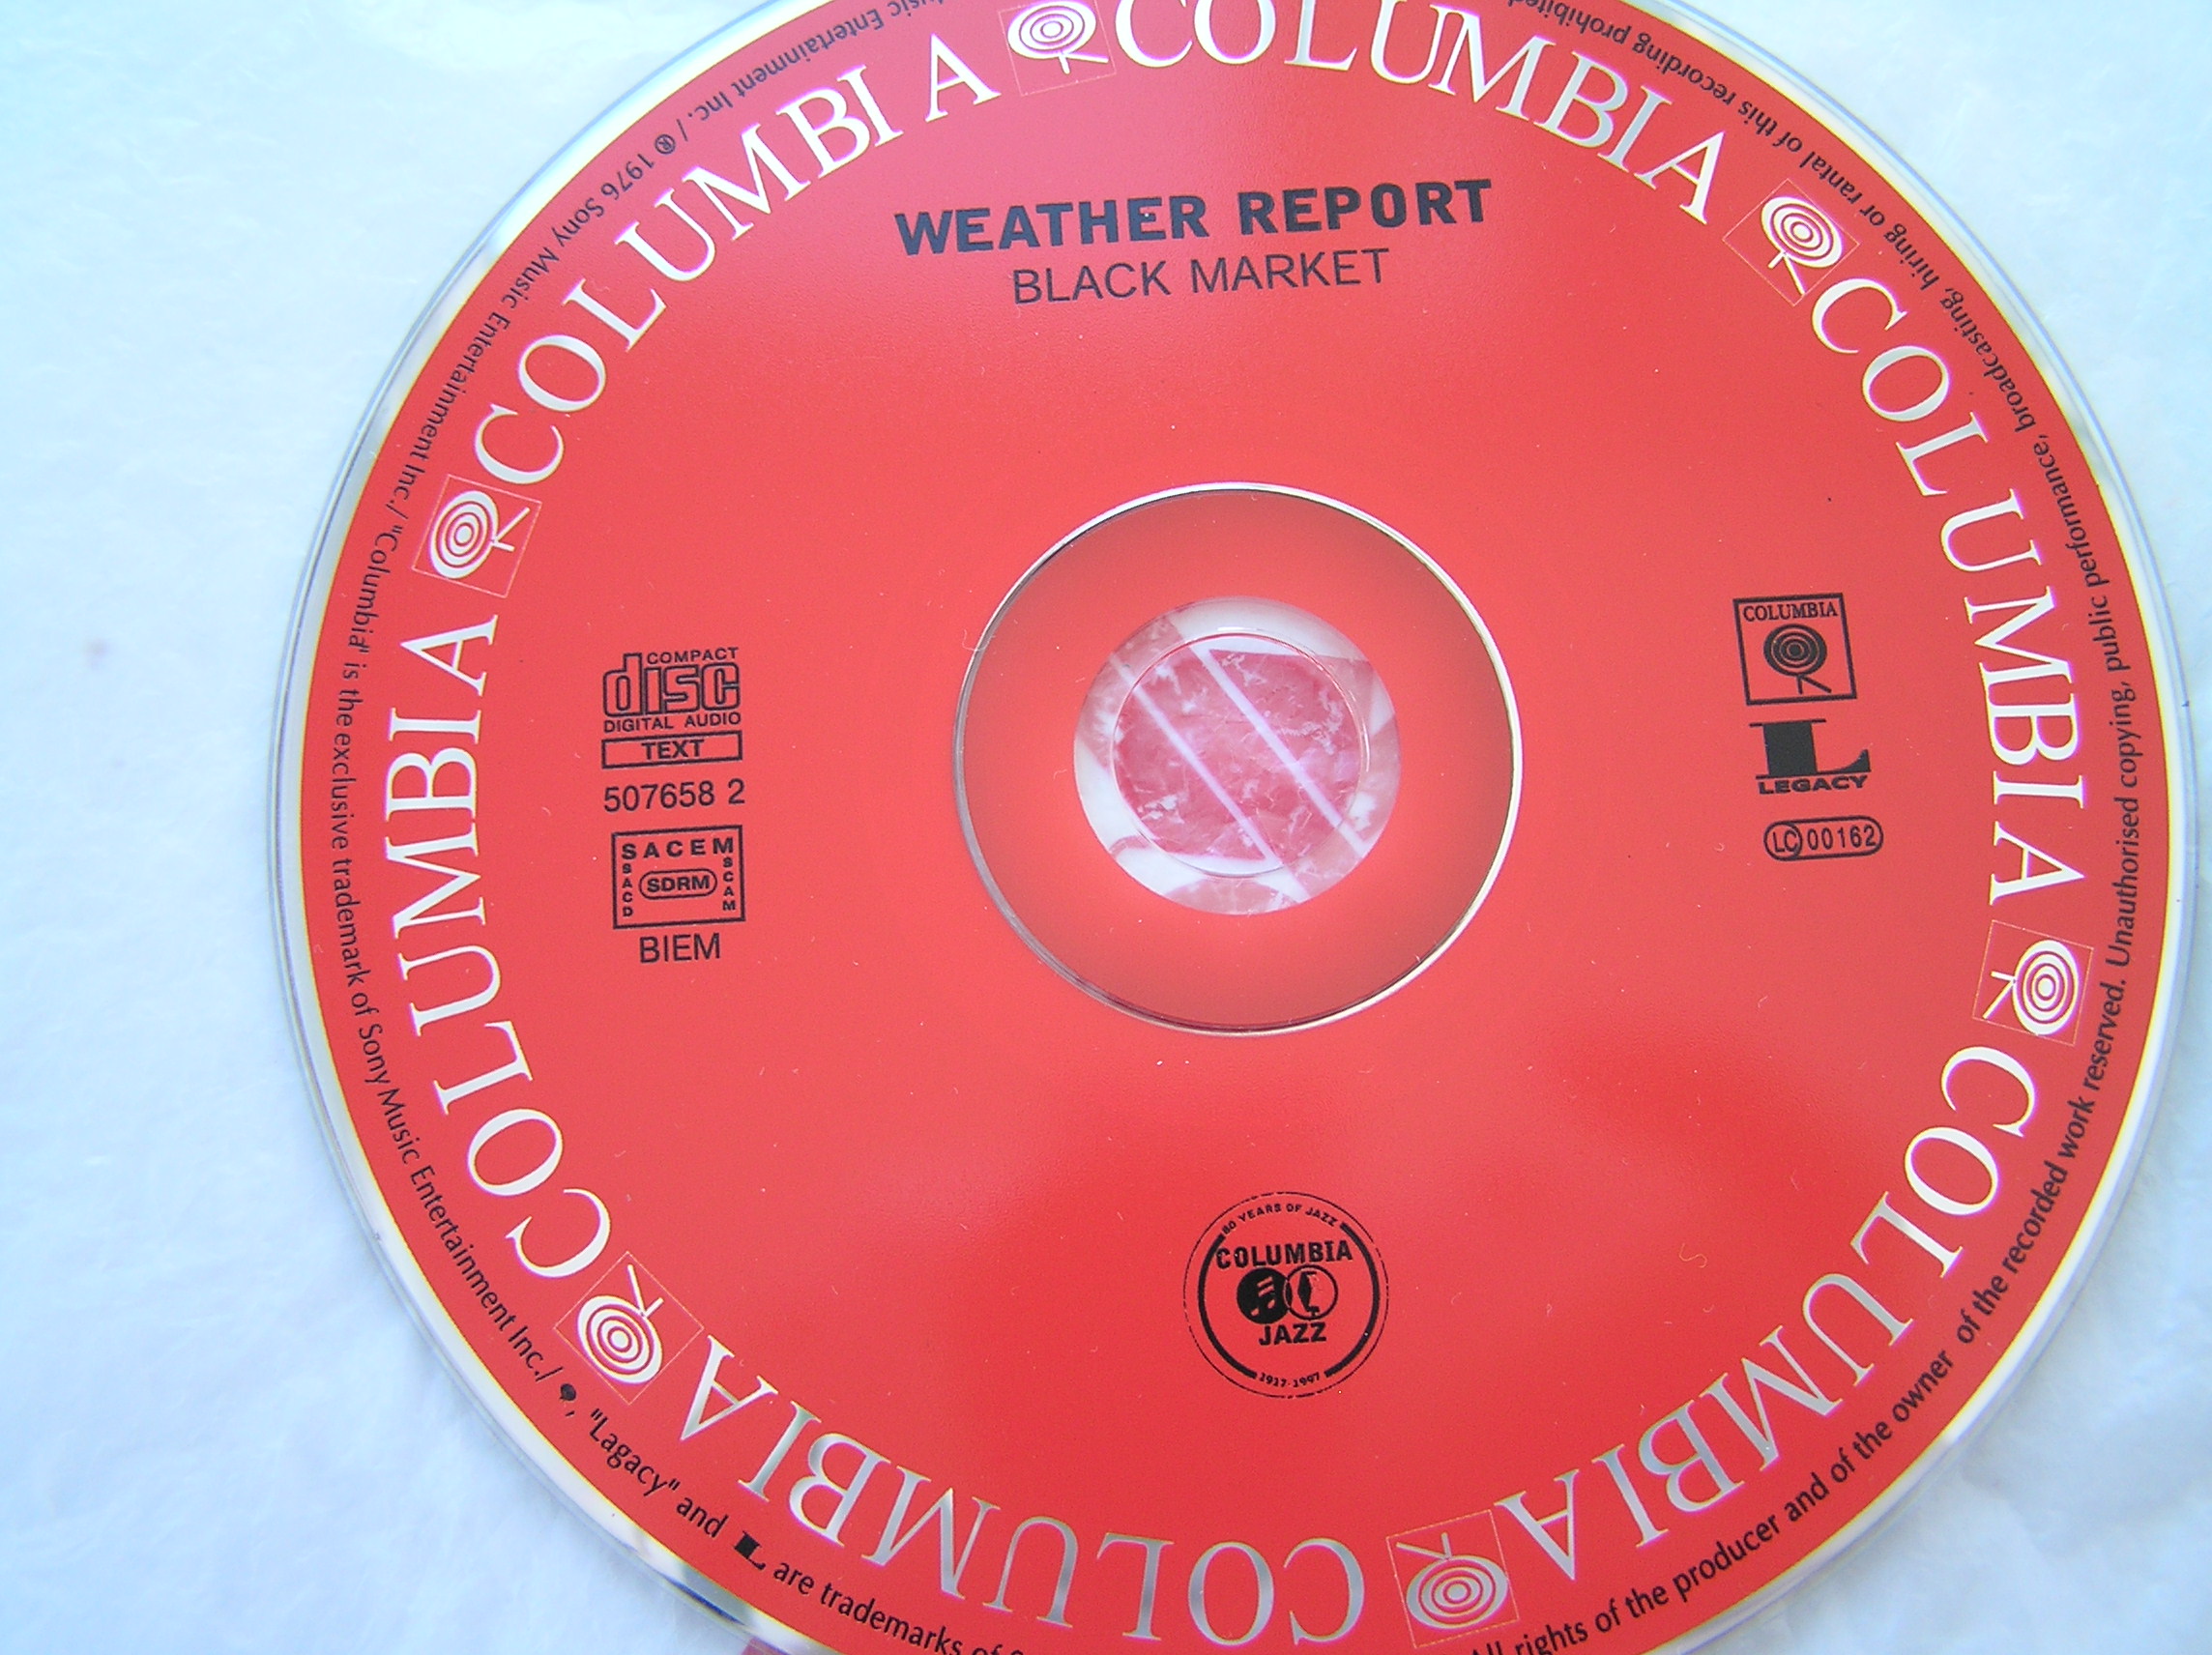 WEATHER REPORT
BLACK MARKET
COMPACT
disc
DIGITAL AUDIO
TEXT
507658 2
SACEM
SACD
SDRM
SCAM
BIEM
COLUMBIA
L
LEGACY
LC 00162
80 YEARS OF JAZZ
COLUMBIA
JAZZ
1917-1997
COLUMBIA COLUMBIA COLUMBIA COLUMBIA COLUMBIA COLUMBIA COLUMBIA
Music Entertainment Inc. / ℗ 1976 Sony Music Entertainment Inc./ "Columbia" is the exclusive trademark of Sony Music Entertainment Inc./ , "Lagacy" and L are trademarks of
All rights of the producer and of the owner of the recorded work reserved. Unauthorised copying, public performance, broadcasting, hiring or rantal of this recording prohibited